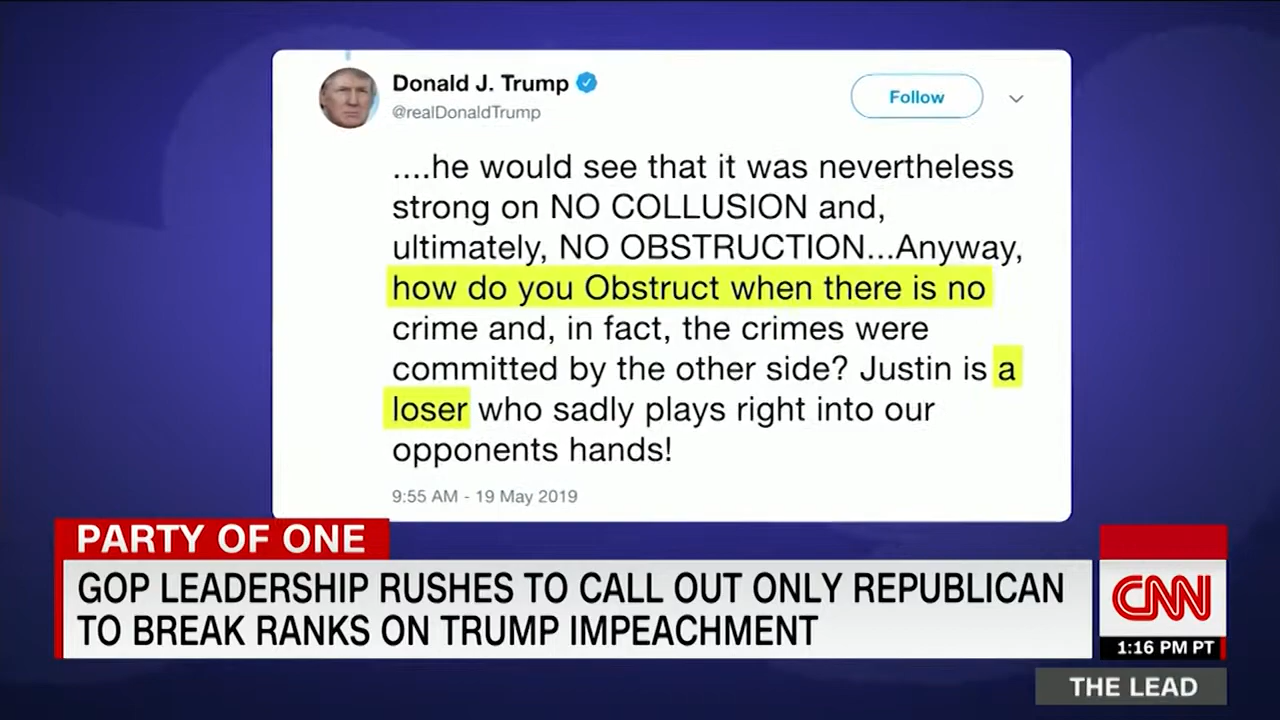 Donald J. Trump
@realDonaldTrump
Follow
....he would see that it was nevertheless
strong on NO COLLUSION and,
ultimately, NO OBSTRUCTION...Anyway,
how do you Obstruct when there is no
crime and, in fact, the crimes were
committed by the other side? Justin is a
loser who sadly plays right into our
opponents hands!
9:55 AM - 19 May 2019
PARTY OF ONE
GOP LEADERSHIP RUSHES TO CALL OUT ONLY REPUBLICAN
TO BREAK RANKS ON TRUMP IMPEACHMENT
CNN
1:16 PM PT
THE LEAD